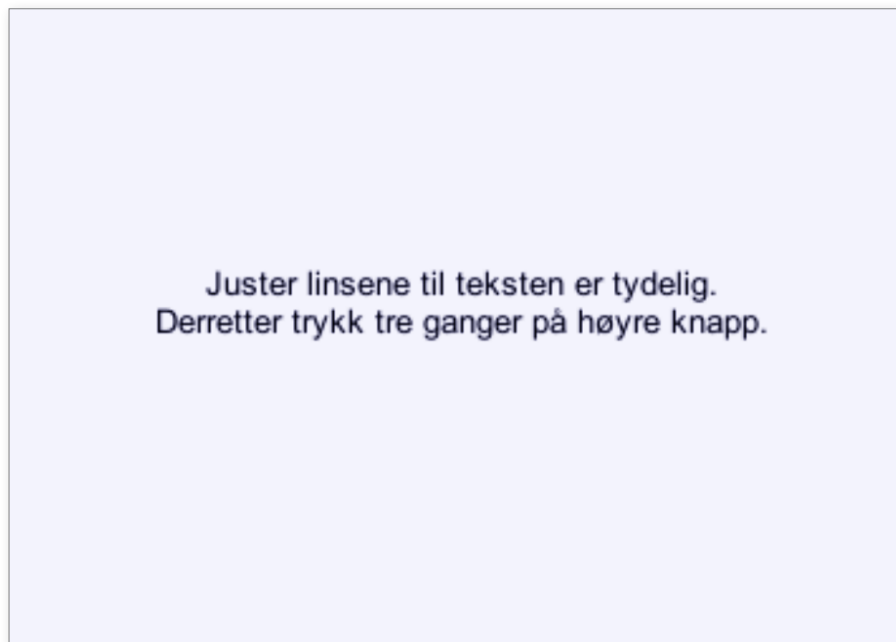 Juster linsene til teksten er tydelig.
Derretter trykk tre ganger på høyre knapp.